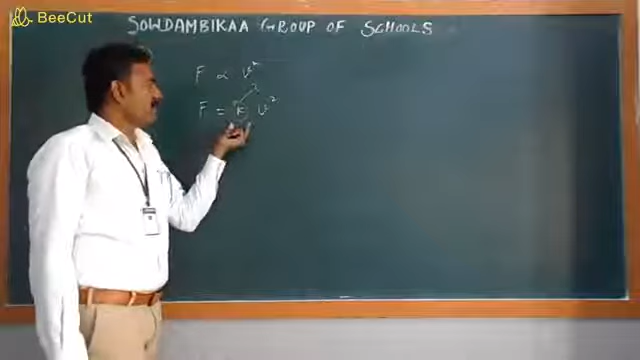 BeeCut
SOWDAMBIKAA GROUP OF SCHOOLS
F ∝ v²
F = K v²